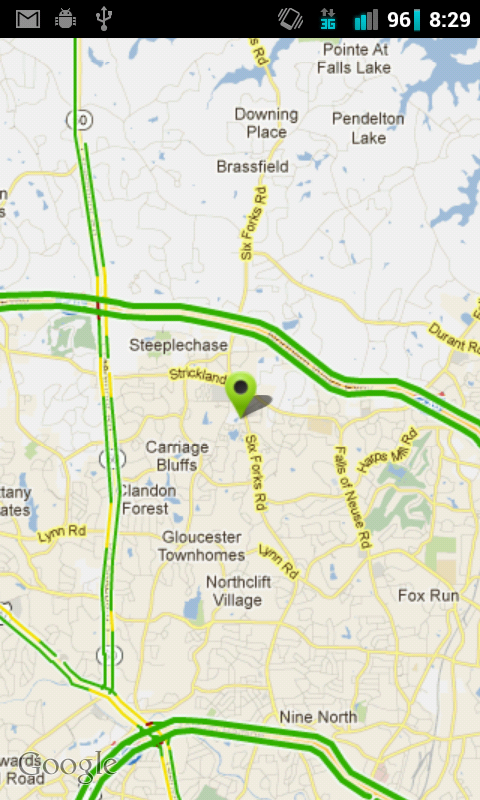 3G
96
8:29
Rd
Pointe At
Falls Lake
Downing
Place
Pendelton
Lake
Brassfield
Six Forks Rd
Durant Rd
Steeplechase
Strickland
Six Forks Rd
Falls of Neuse Rd
Harps Mill Rd
Carriage
Bluffs
Clandon
Forest
Lynn Rd
Gloucester
Townhomes
Lynn Rd
Northclift
Village
Fox Run
Nine North
Road
Google